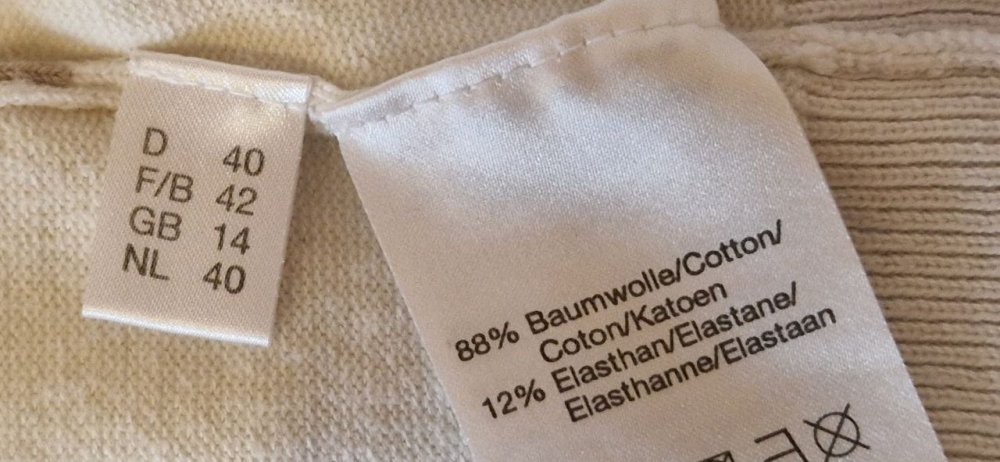 D 40
F/B 42
GB 14
NL 40
88% Baumwolle/Cotton/
Coton/Katoen
12% Elasthan/Elastane/
Elasthanne/Elastaan